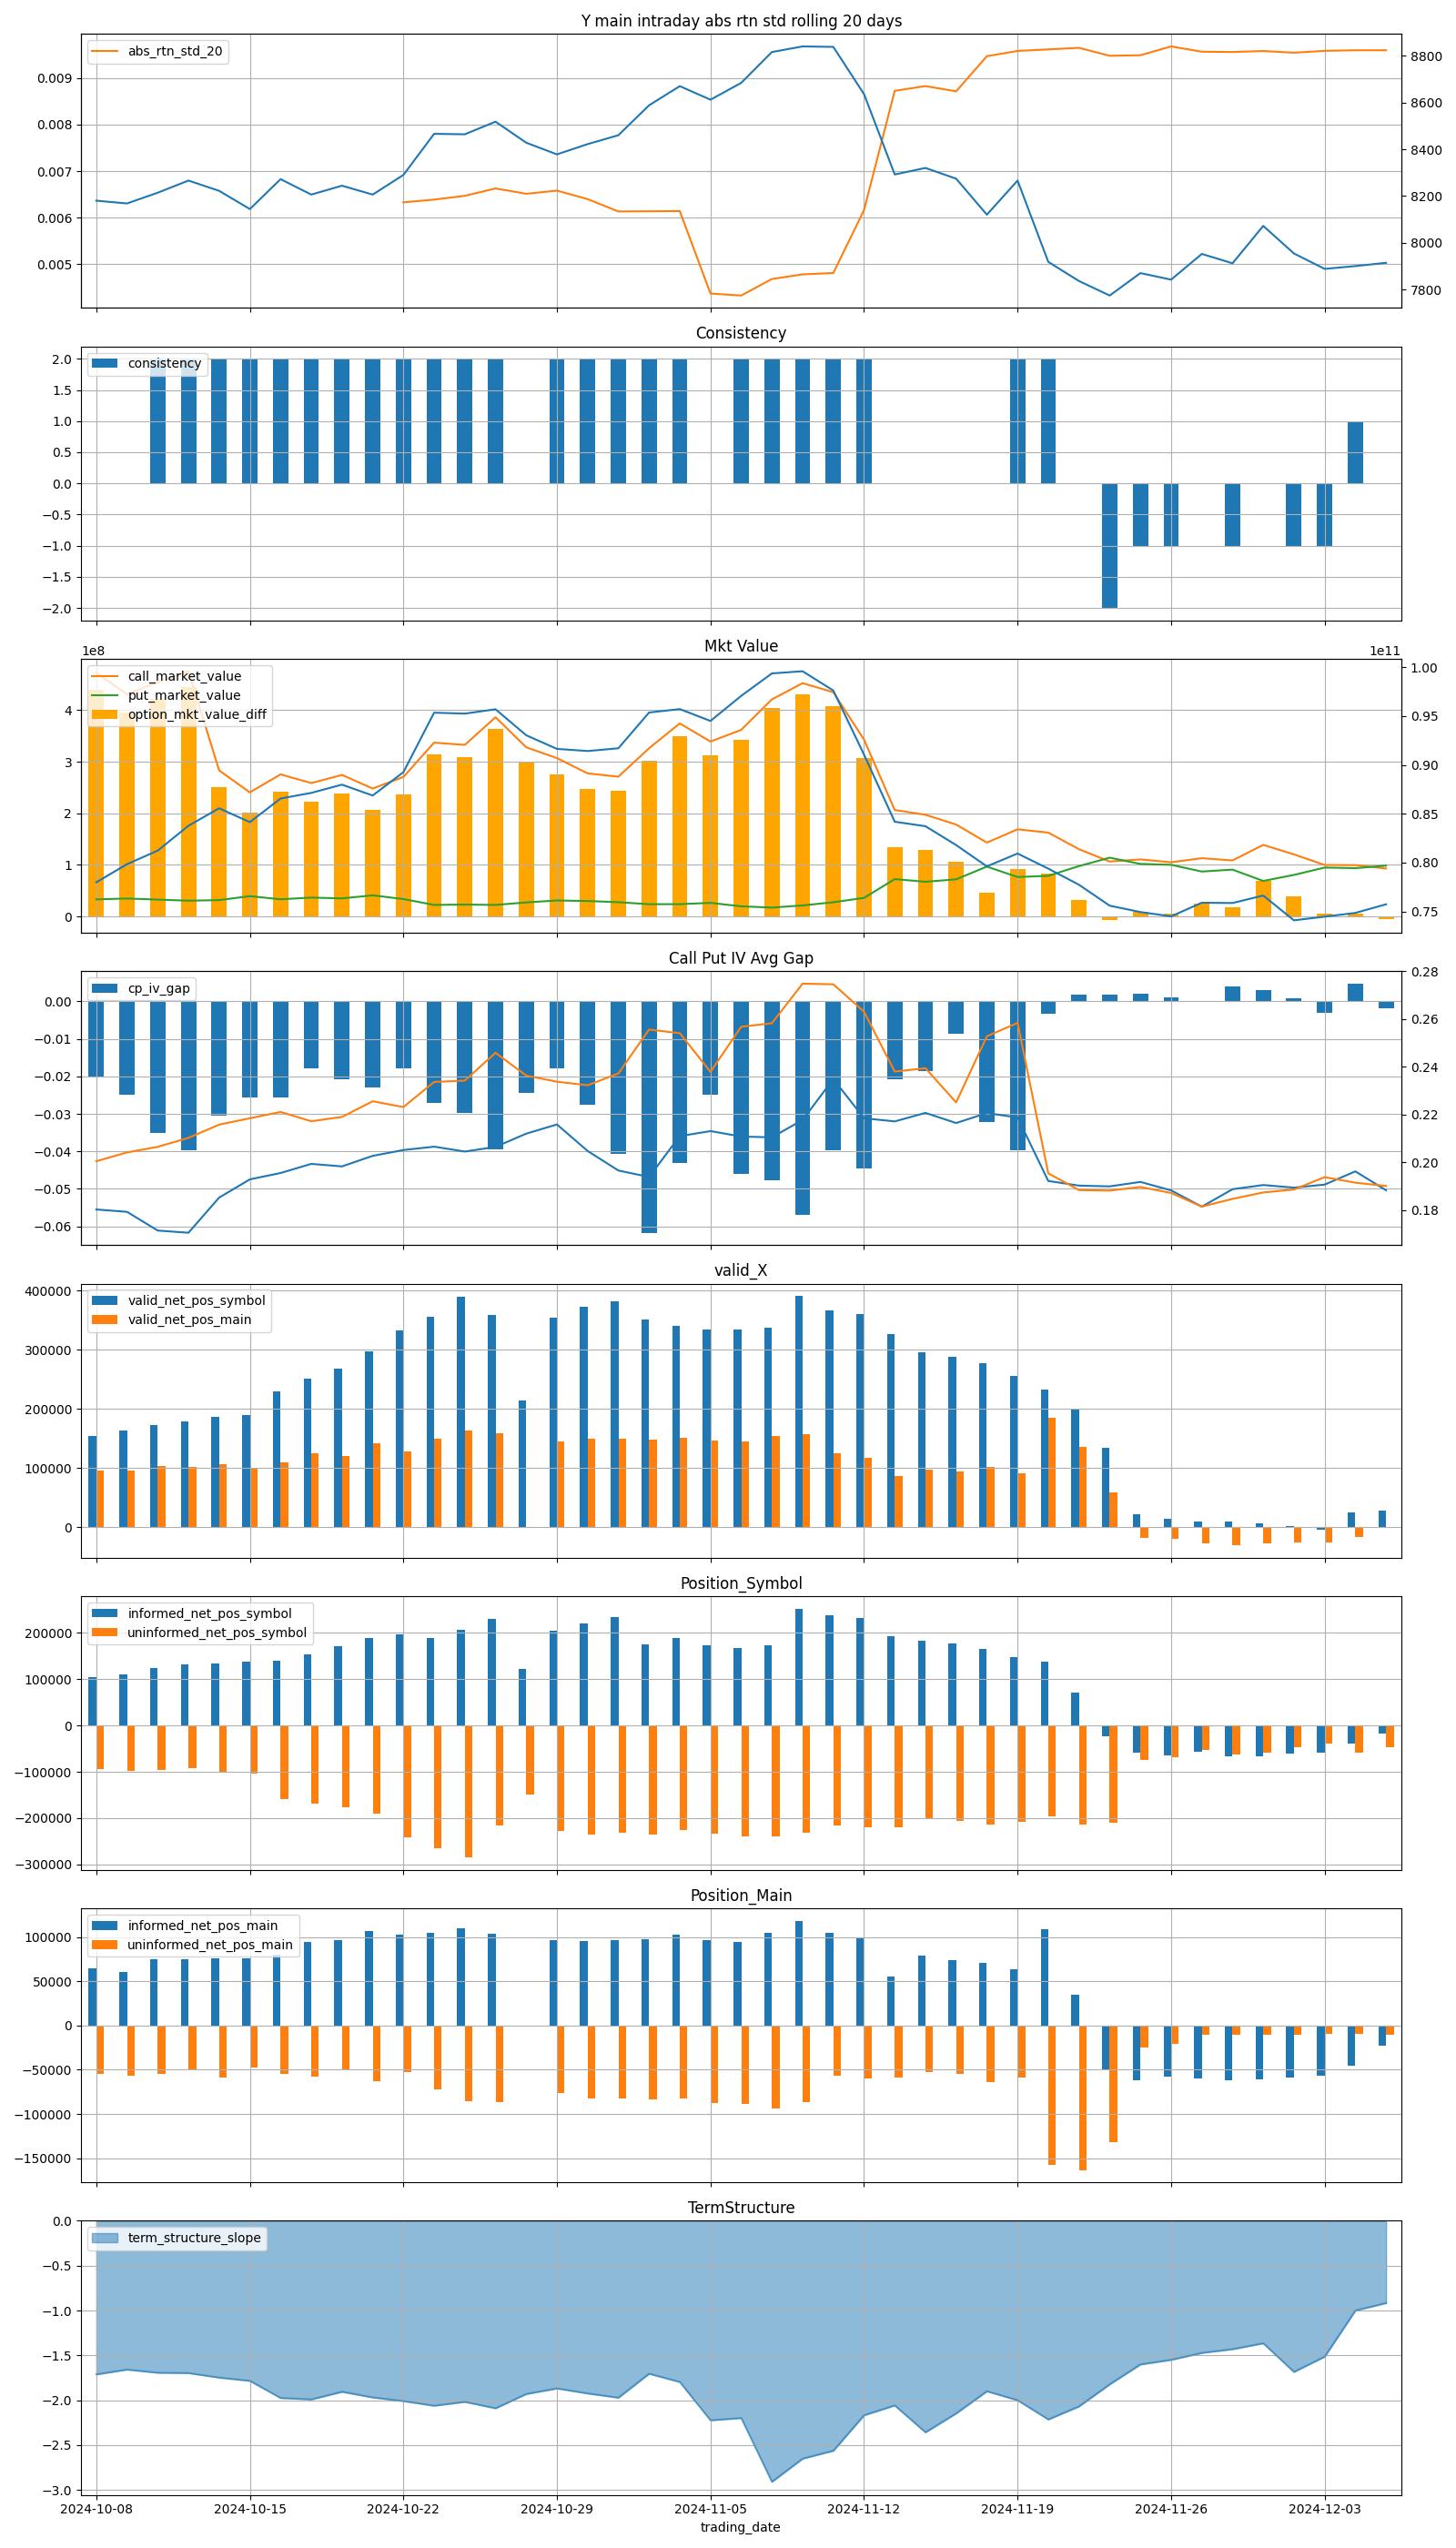 Y main intraday abs rtn std rolling 20 days
abs_rtn_std_20
0.009
0.008
0.007
0.006
0.005
8800
8600
8400
8200
8000
7800
Consistency
consistency
2.0
1.5
1.0
0.5
0.0
−0.5
−1.0
−1.5
−2.0
Mkt Value
1e8
1e11
call_market_value
put_market_value
option_mkt_value_diff
4
3
2
1
0
1.00
0.95
0.90
0.85
0.80
0.75
Call Put IV Avg Gap
cp_iv_gap
0.00
−0.01
−0.02
−0.03
−0.04
−0.05
−0.06
0.28
0.26
0.24
0.22
0.20
0.18
valid_X
valid_net_pos_symbol
valid_net_pos_main
400000
300000
200000
100000
0
Position_Symbol
informed_net_pos_symbol
uninformed_net_pos_symbol
200000
100000
0
−100000
−200000
−300000
Position_Main
informed_net_pos_main
uninformed_net_pos_main
100000
50000
0
−50000
−100000
−150000
TermStructure
term_structure_slope
0.0
−0.5
−1.0
−1.5
−2.0
−2.5
−3.0
2024-10-08 2024-10-15 2024-10-22 2024-10-29 2024-11-05 2024-11-12 2024-11-19 2024-11-26 2024-12-03
trading_date